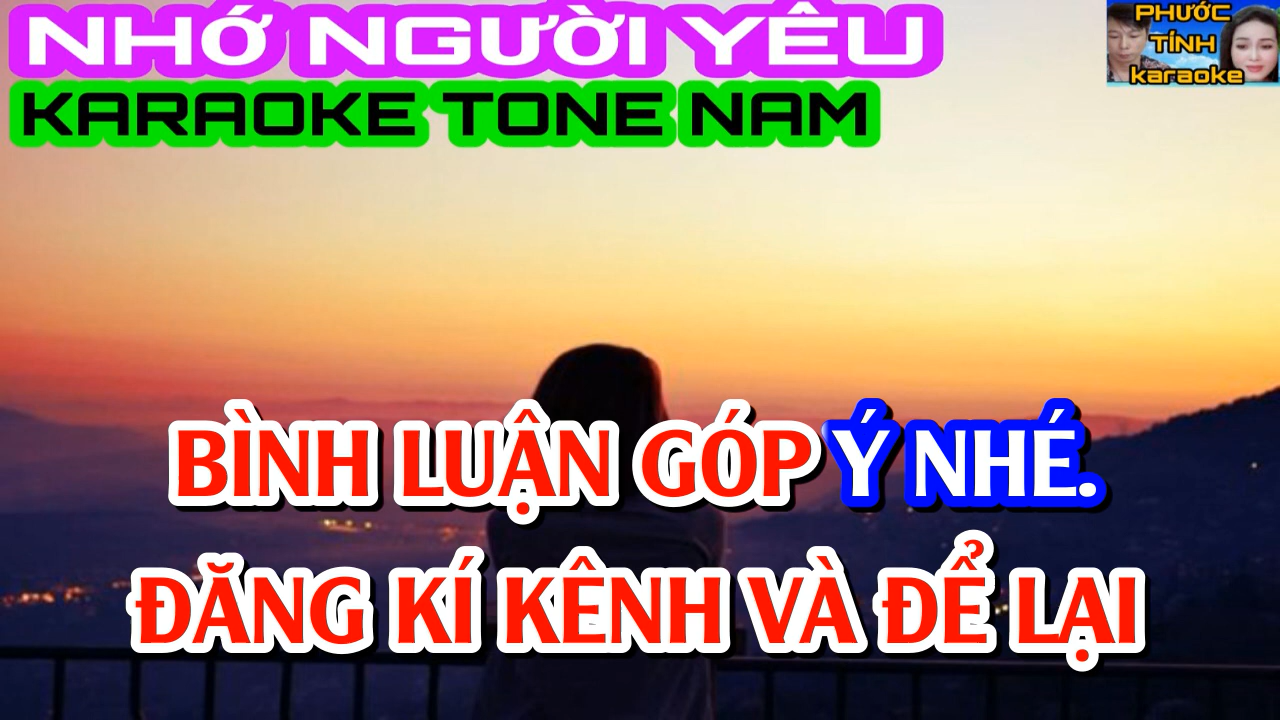 NHỚ NGƯỜI YÊU
KARAOKE TONE NAM
PHƯỚC
TÍNH
karaoke
BÌNH LUẬN GÓP Ý NHÉ.
ĐĂNG KÍ KÊNH VÀ ĐỂ LẠI